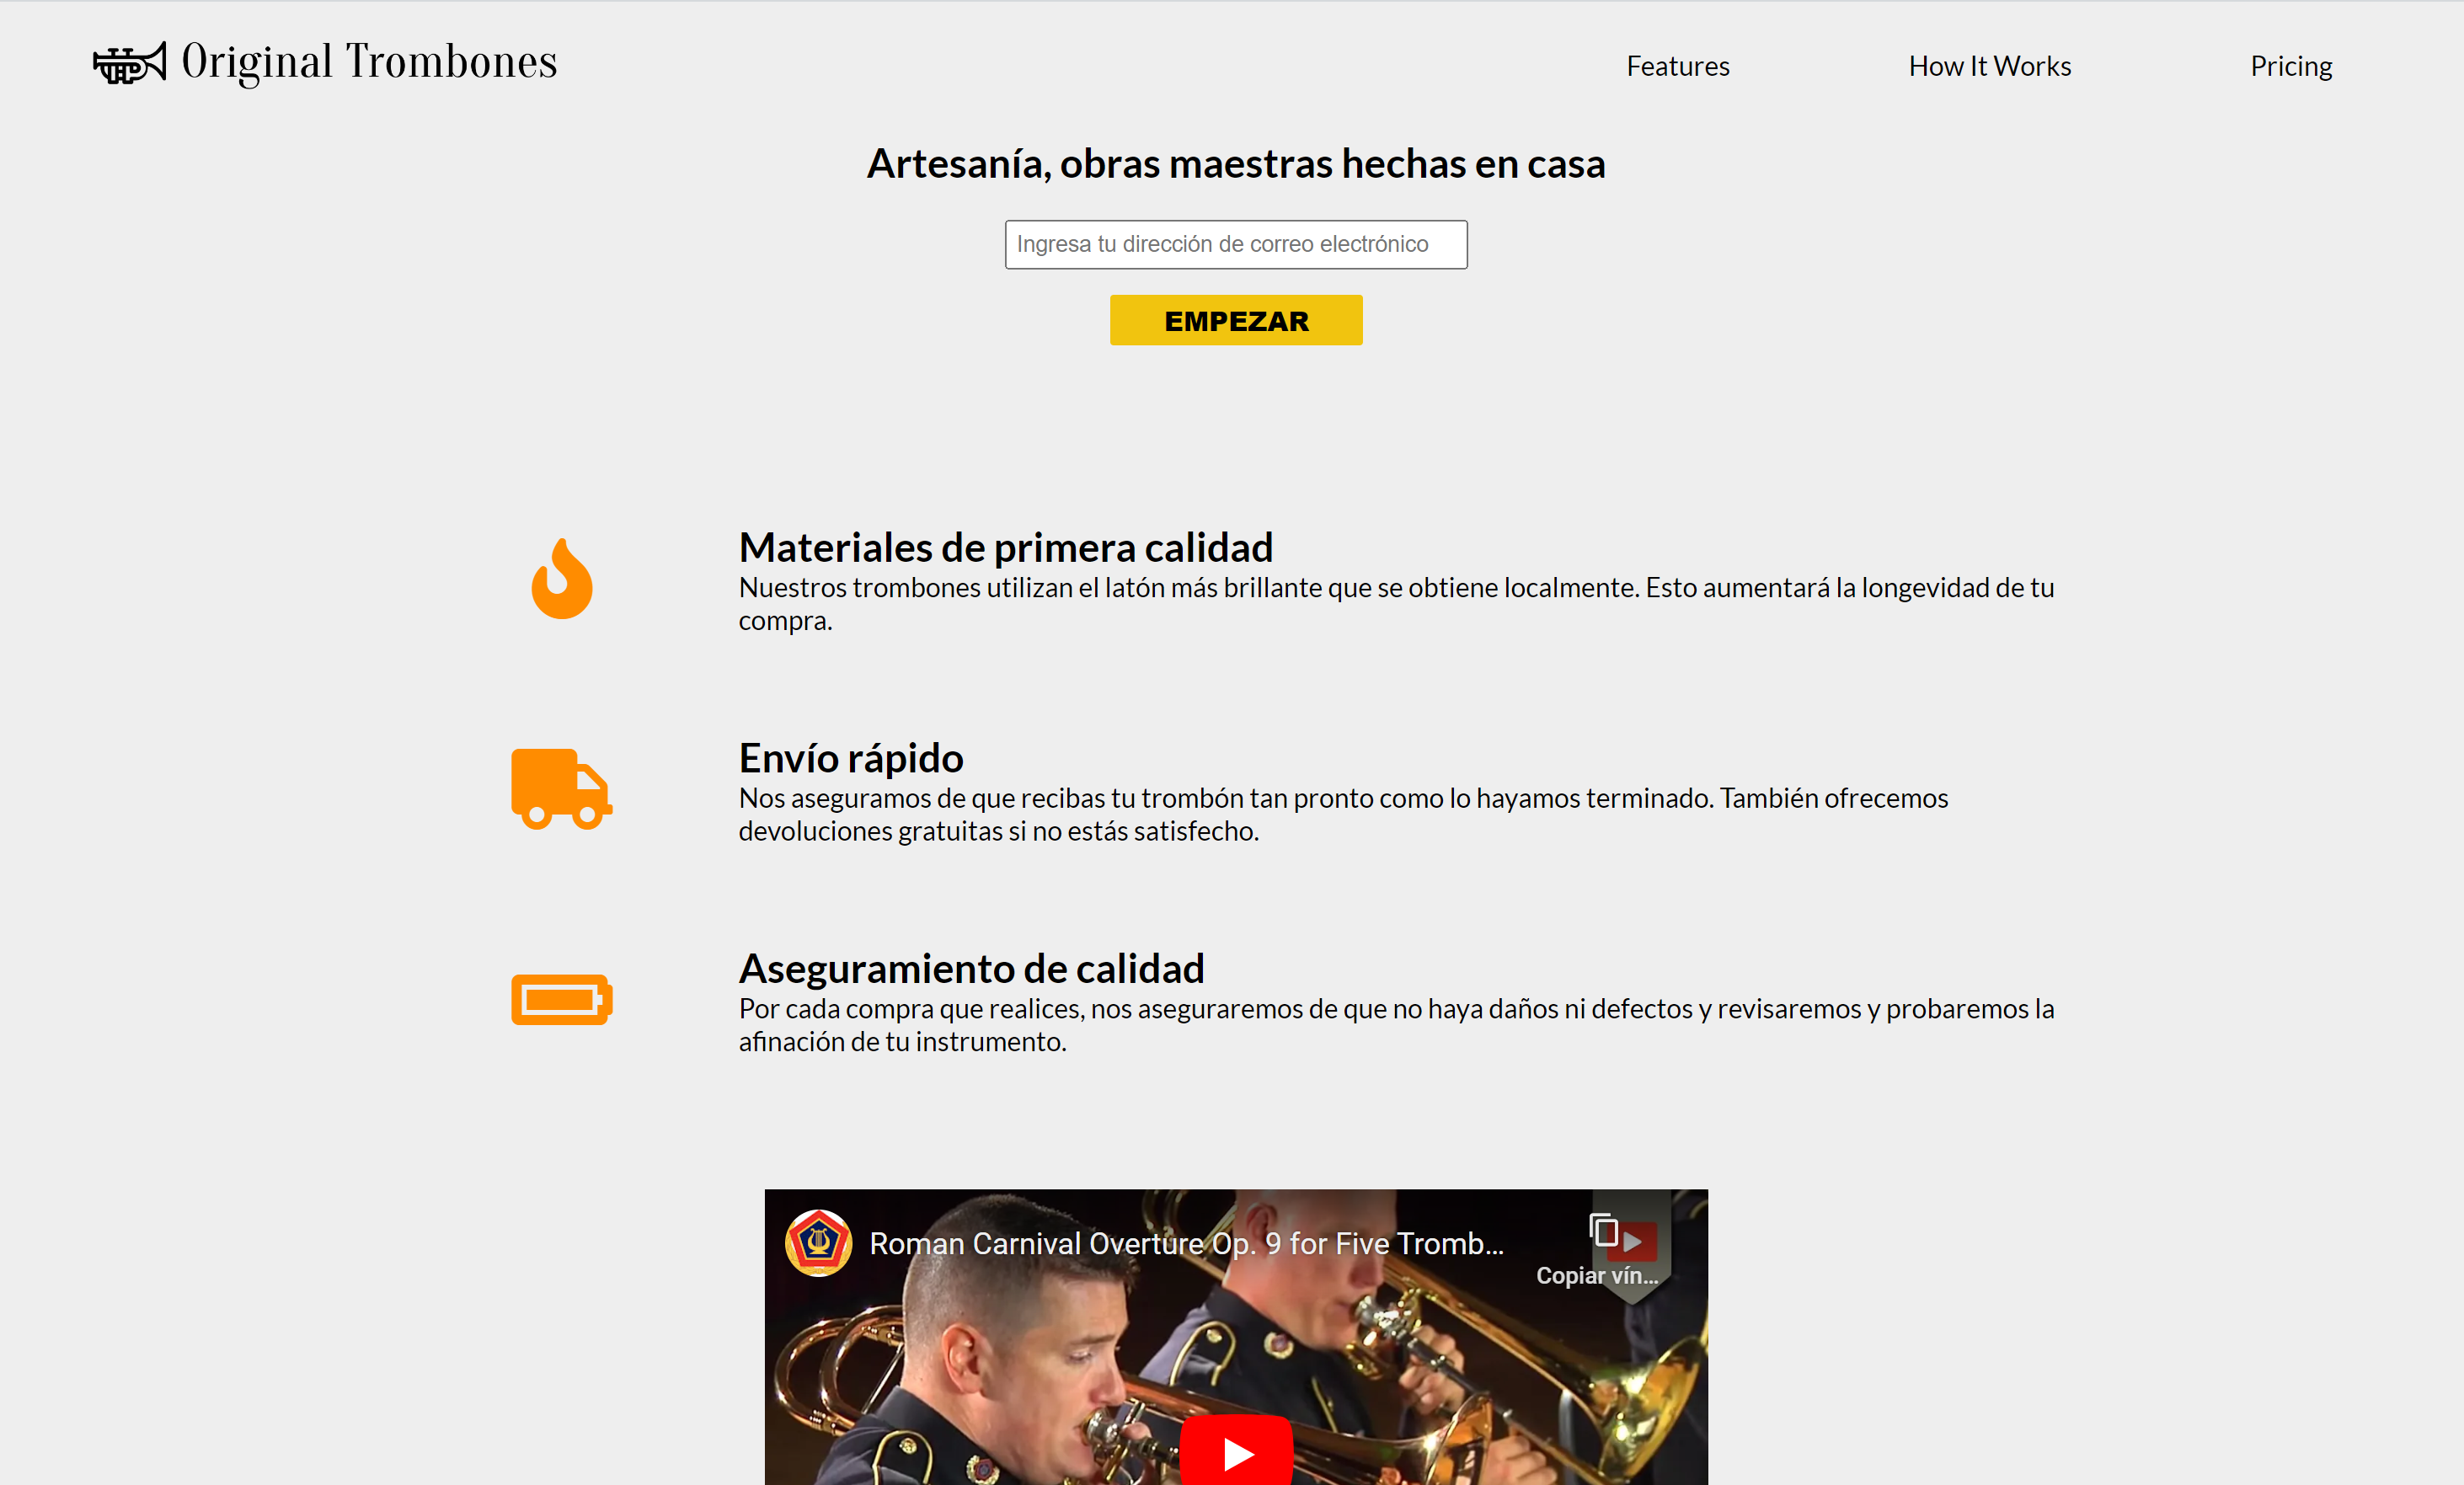 Original Trombones
Features
How It Works
Pricing
Artesanía, obras maestras hechas en casa
Ingresa tu dirección de correo electrónico
EMPEZAR
Materiales de primera calidad
Nuestros trombones utilizan el latón más brillante que se obtiene localmente. Esto aumentará la longevidad de tu
compra.
Envío rápido
Nos aseguramos de que recibas tu trombón tan pronto como lo hayamos terminado. También ofrecemos
devoluciones gratuitas si no estás satisfecho.
Aseguramiento de calidad
Por cada compra que realices, nos aseguraremos de que no haya daños ni defectos y revisaremos y probaremos la
afinación de tu instrumento.
Roman Carnival Overture Op. 9 for Five Tromb...
Copiar vín...